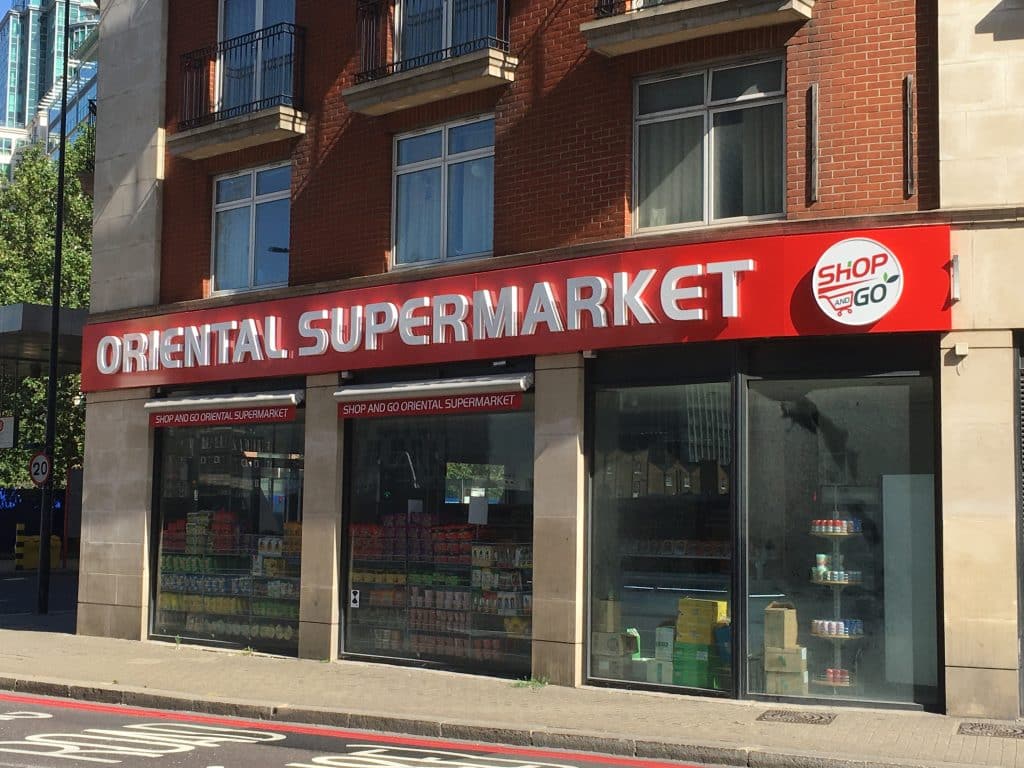 ORIENTAL SUPERMARKET
SHOP
AND
GO
SHOP AND GO ORIENTAL SUPERMARKET
SHOP AND GO ORIENTAL SUPERMARKET
20